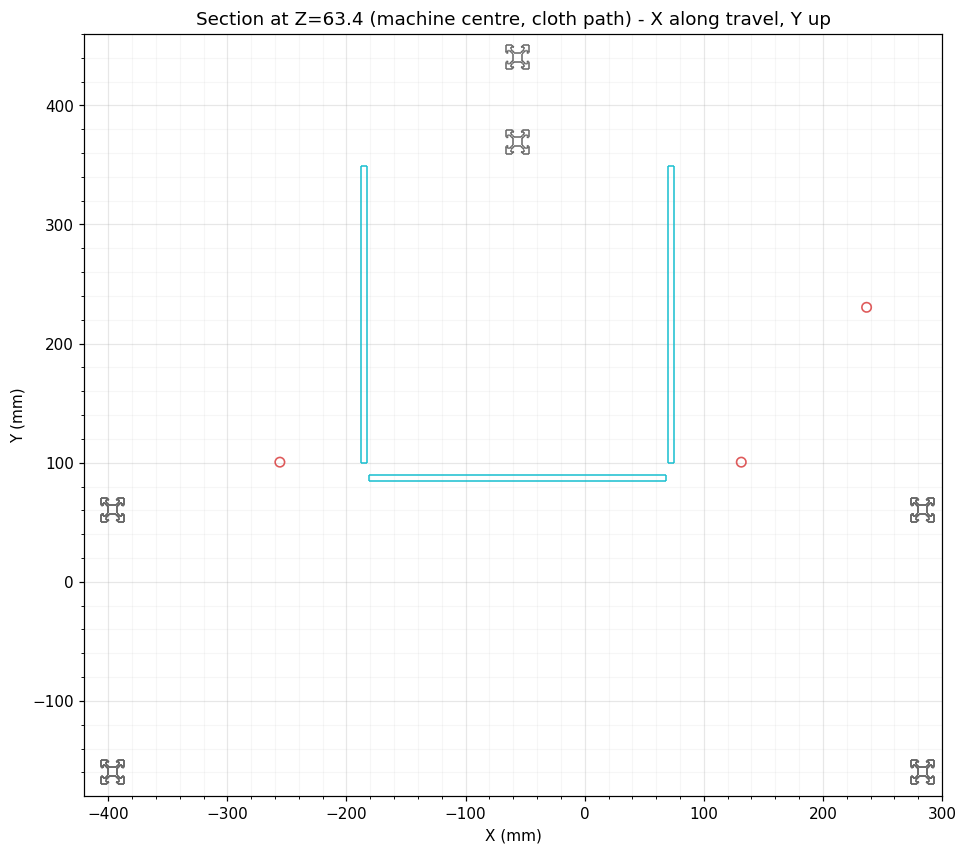 Section at Z=63.4 (machine centre, cloth path) - X along travel, Y up
400
300
200
100
0
−100
Y (mm)
−400 −300 −200 −100 0 100 200 300
X (mm)